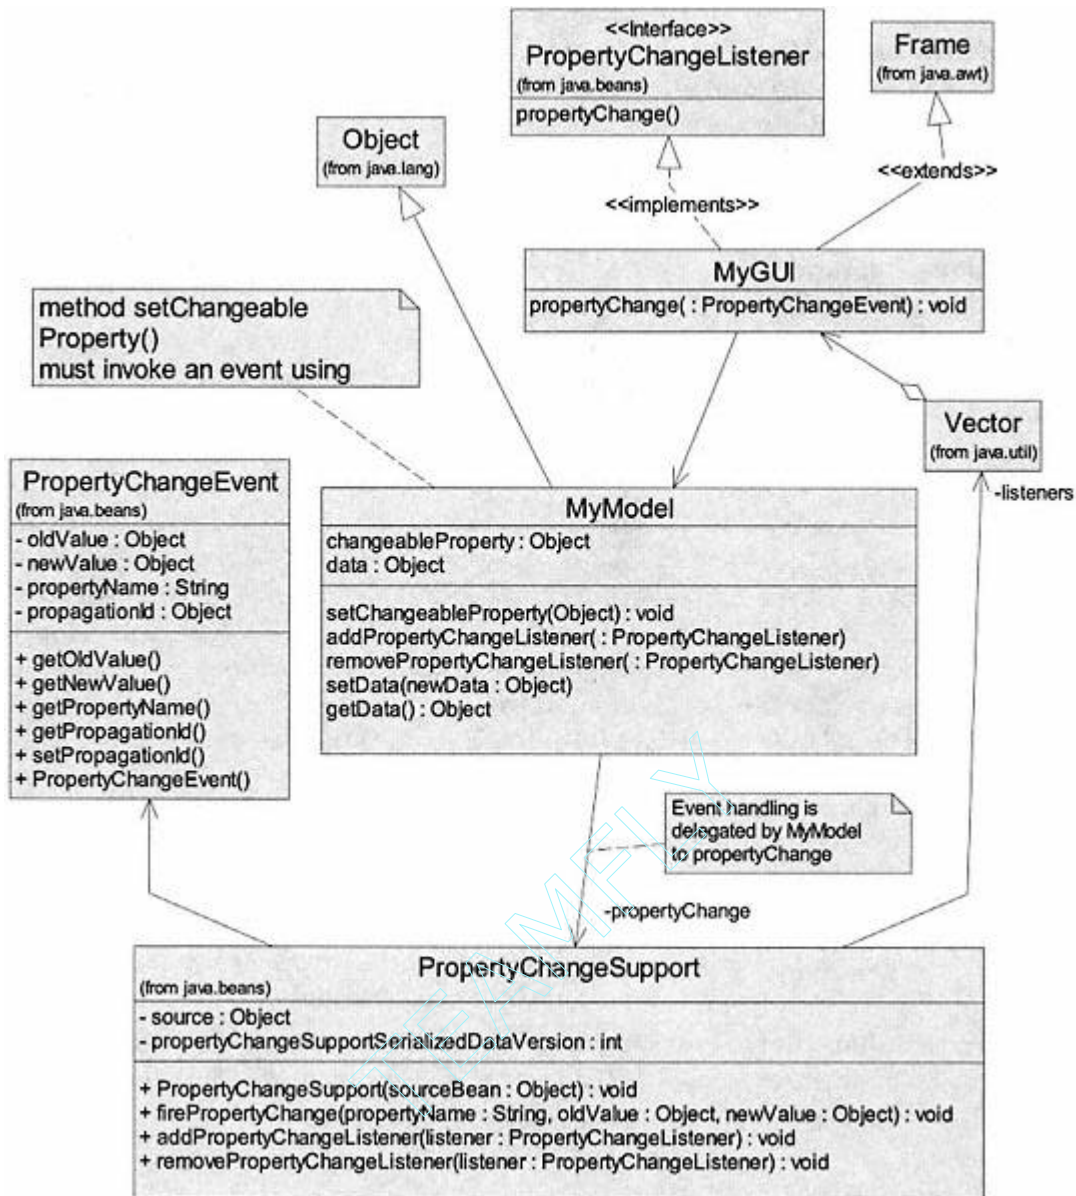 <<Interface>>
PropertyChangeListener
(from java.beans)
propertyChange()
Frame
(from java.awt)
Object
(from java.lang)
<<extends>>
<<implements>>
MyGUI
propertyChange( : PropertyChangeEvent) : void
method setChangeable
Property()
must invoke an event using
Vector
(from java.util)
-listeners
PropertyChangeEvent
(from java.beans)
- oldValue : Object
- newValue : Object
- propertyName : String
- propagationId : Object
+ getOldValue()
+ getNewValue()
+ getPropertyName()
+ getPropagationId()
+ setPropagationId()
+ PropertyChangeEvent()
MyModel
changeableProperty : Object
data : Object
setChangeableProperty(Object) : void
addPropertyChangeListener( : PropertyChangeListener)
removePropertyChangeListener( : PropertyChangeListener)
setData(newData : Object)
getData() : Object
Event handling is
delegated by MyModel
to propertyChange
-propertyChange
PropertyChangeSupport
(from java.beans)
- source : Object
- propertyChangeSupportSerializedDataVersion : int
+ PropertyChangeSupport(sourceBean : Object) : void
+ firePropertyChange(propertyName : String, oldValue : Object, newValue : Object) : void
+ addPropertyChangeListener(listener : PropertyChangeListener) : void
+ removePropertyChangeListener(listener : PropertyChangeListener) : void
TEAMFLY